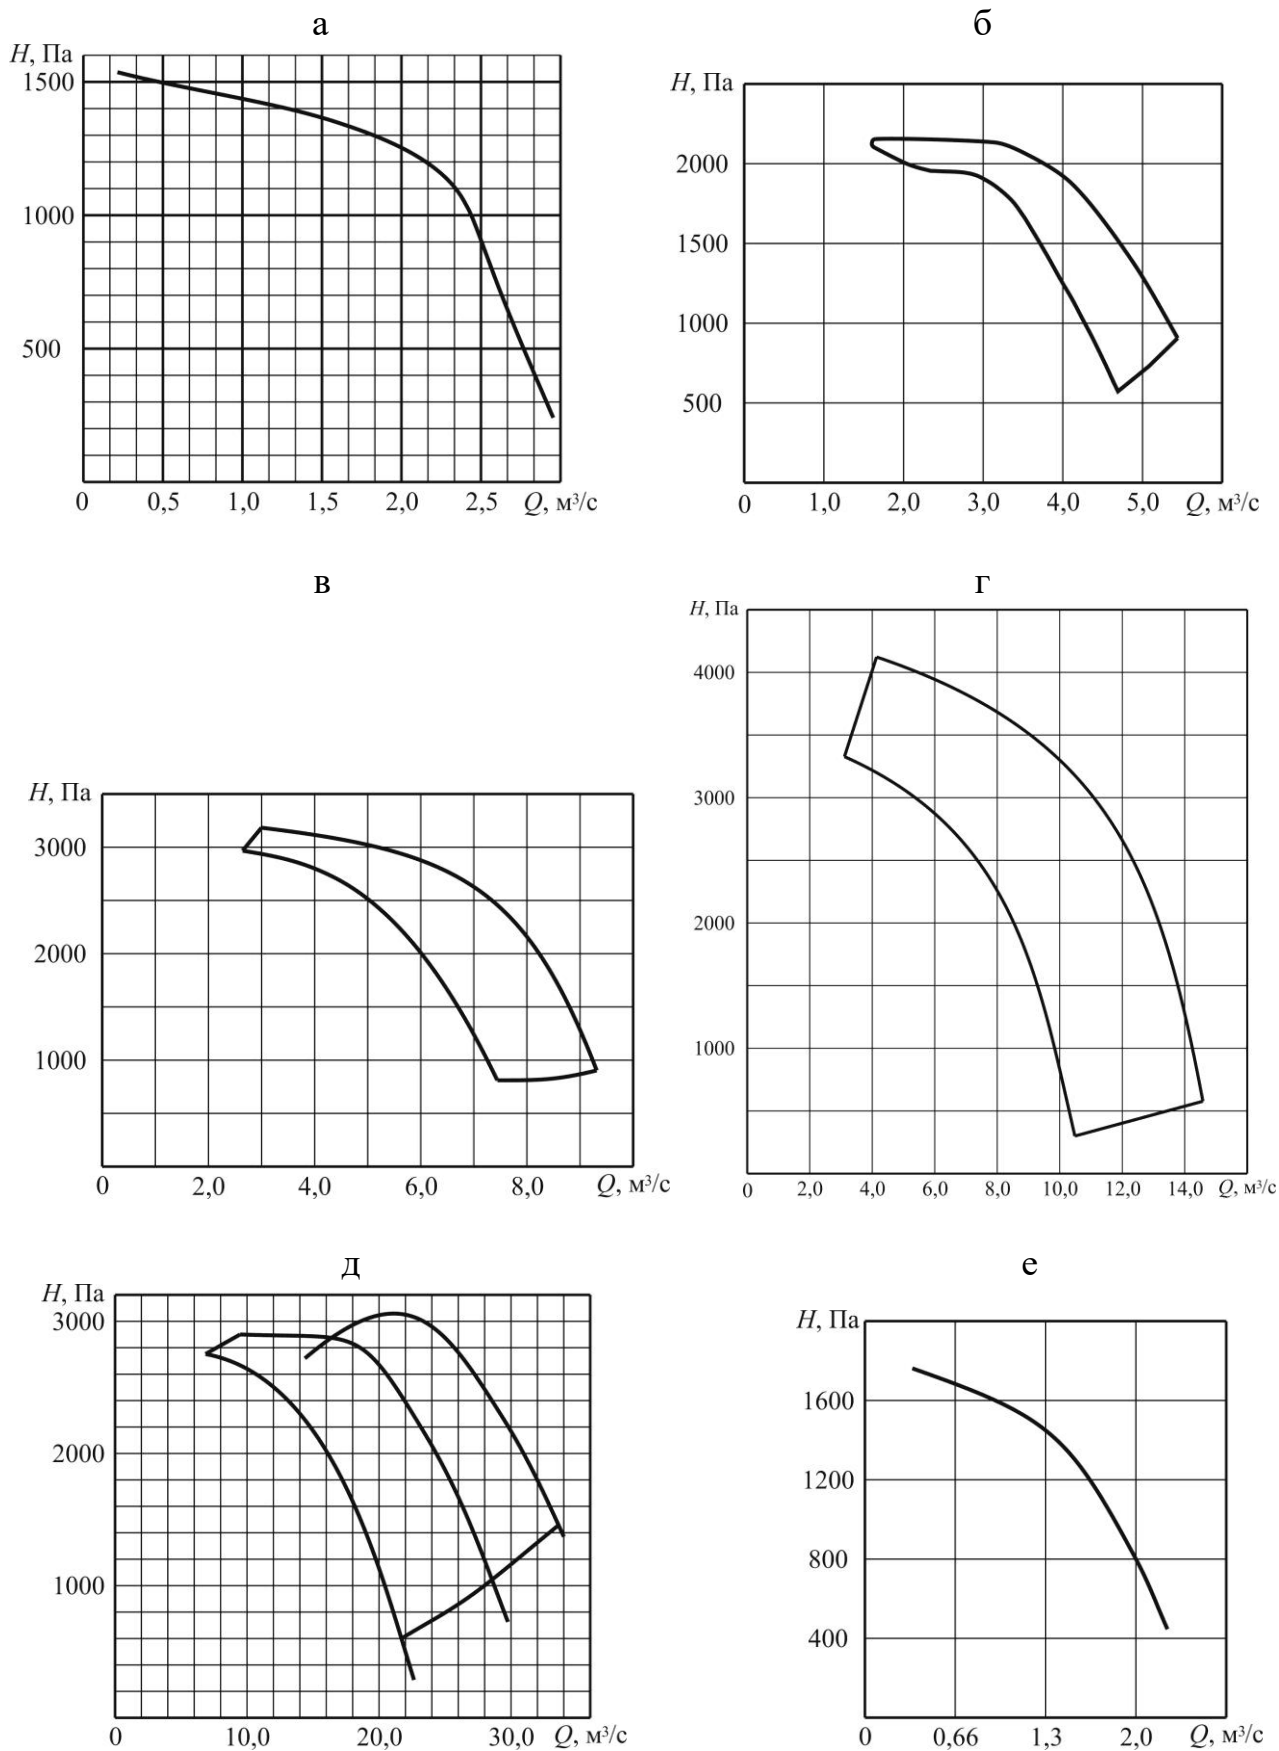 а
H, Па
1500
1000
500
0 0,5 1,0 1,5 2,0 2,5 Q, м³/с
б
H, Па
2000
1500
1000
500
0 1,0 2,0 3,0 4,0 5,0 Q, м³/с
в
H, Па
3000
2000
1000
0 2,0 4,0 6,0 8,0 Q, м³/с
г
H, Па
4000
3000
2000
1000
0 2,0 4,0 6,0 8,0 10,0 12,0 14,0 Q, м³/с
д
H, Па
3000
2000
1000
0 10,0 20,0 30,0 Q, м³/с
е
H, Па
1600
1200
800
400
0 0,66 1,3 2,0 Q, м³/с